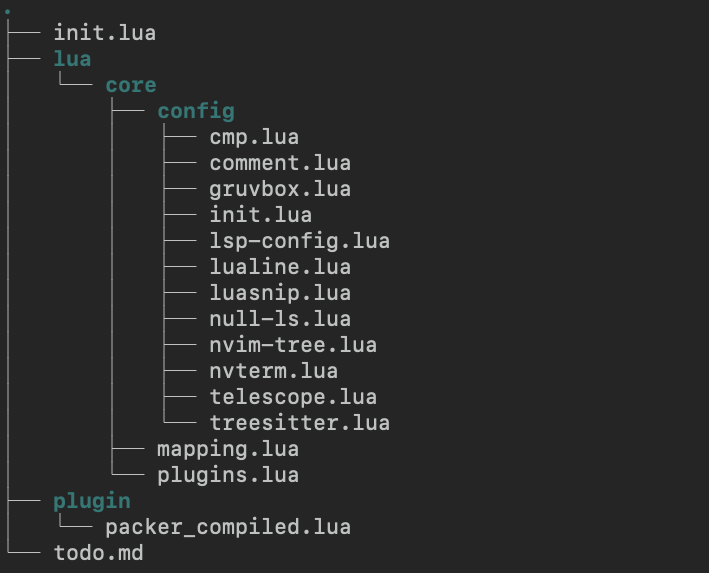 .
├── init.lua
├── lua
│   └── core
│       ├── config
│       │   ├── cmp.lua
│       │   ├── comment.lua
│       │   ├── gruvbox.lua
│       │   ├── init.lua
│       │   ├── lsp-config.lua
│       │   ├── lualine.lua
│       │   ├── luasnip.lua
│       │   ├── null-ls.lua
│       │   ├── nvim-tree.lua
│       │   ├── nvterm.lua
│       │   ├── telescope.lua
│       │   └── treesitter.lua
│       ├── mapping.lua
│       └── plugins.lua
├── plugin
│   └── packer_compiled.lua
└── todo.md